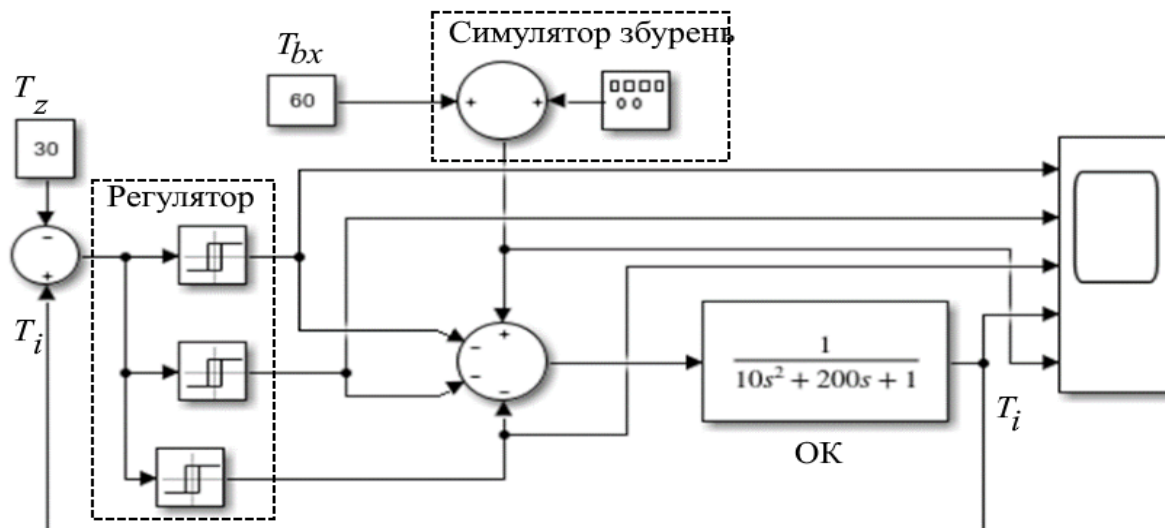 Симулятор збурень
T_bx
60
+
+
T_z
30
Регулятор
-
+
T_i
+
-
-
-
1
10s² + 200s + 1
T_i
ОК